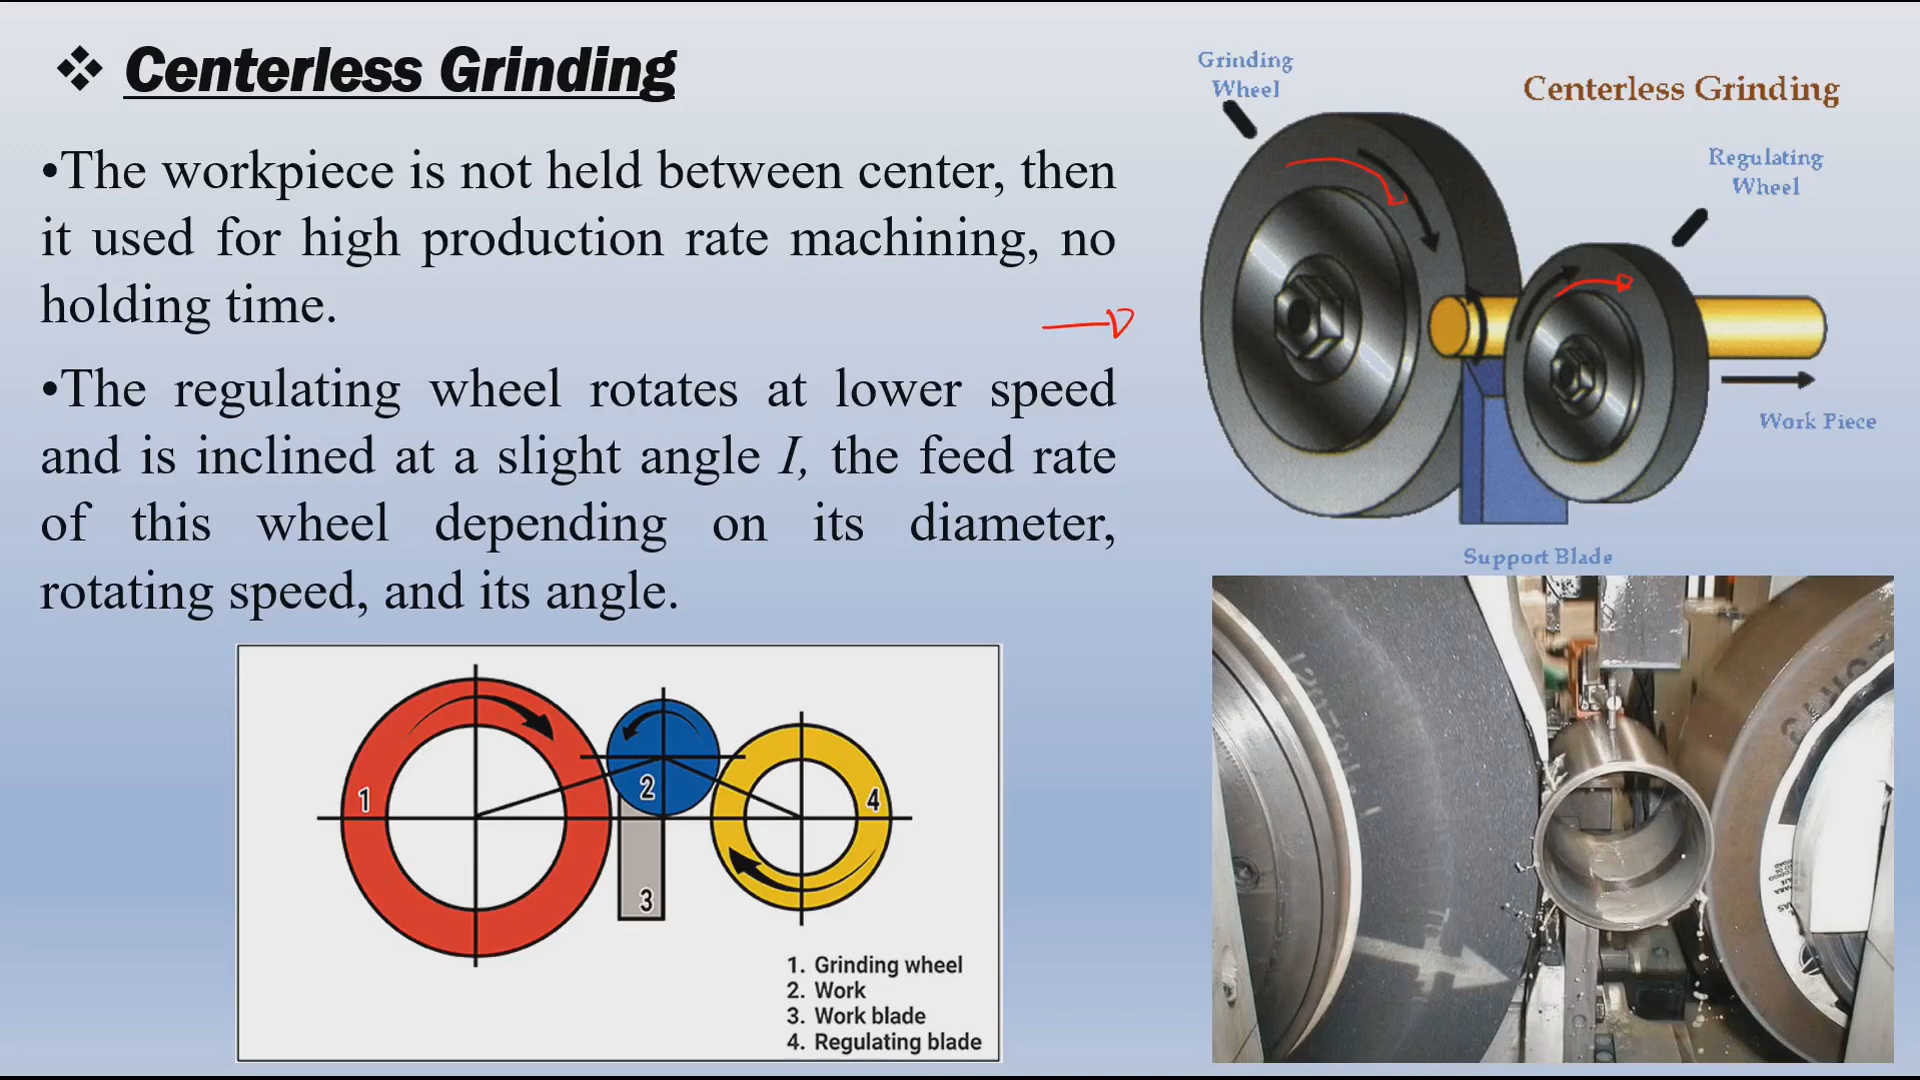 ❖ Centerless Grinding
•The workpiece is not held between center, then
it used for high production rate machining, no
holding time.
•The regulating wheel rotates at lower speed
and is inclined at a slight angle I, the feed rate
of this wheel depending on its diameter,
rotating speed, and its angle.
1
2
3
4
1. Grinding wheel
2. Work
3. Work blade
4. Regulating blade
Grinding
Wheel
Centerless Grinding
Regulating
Wheel
Work Piece
Support Blade